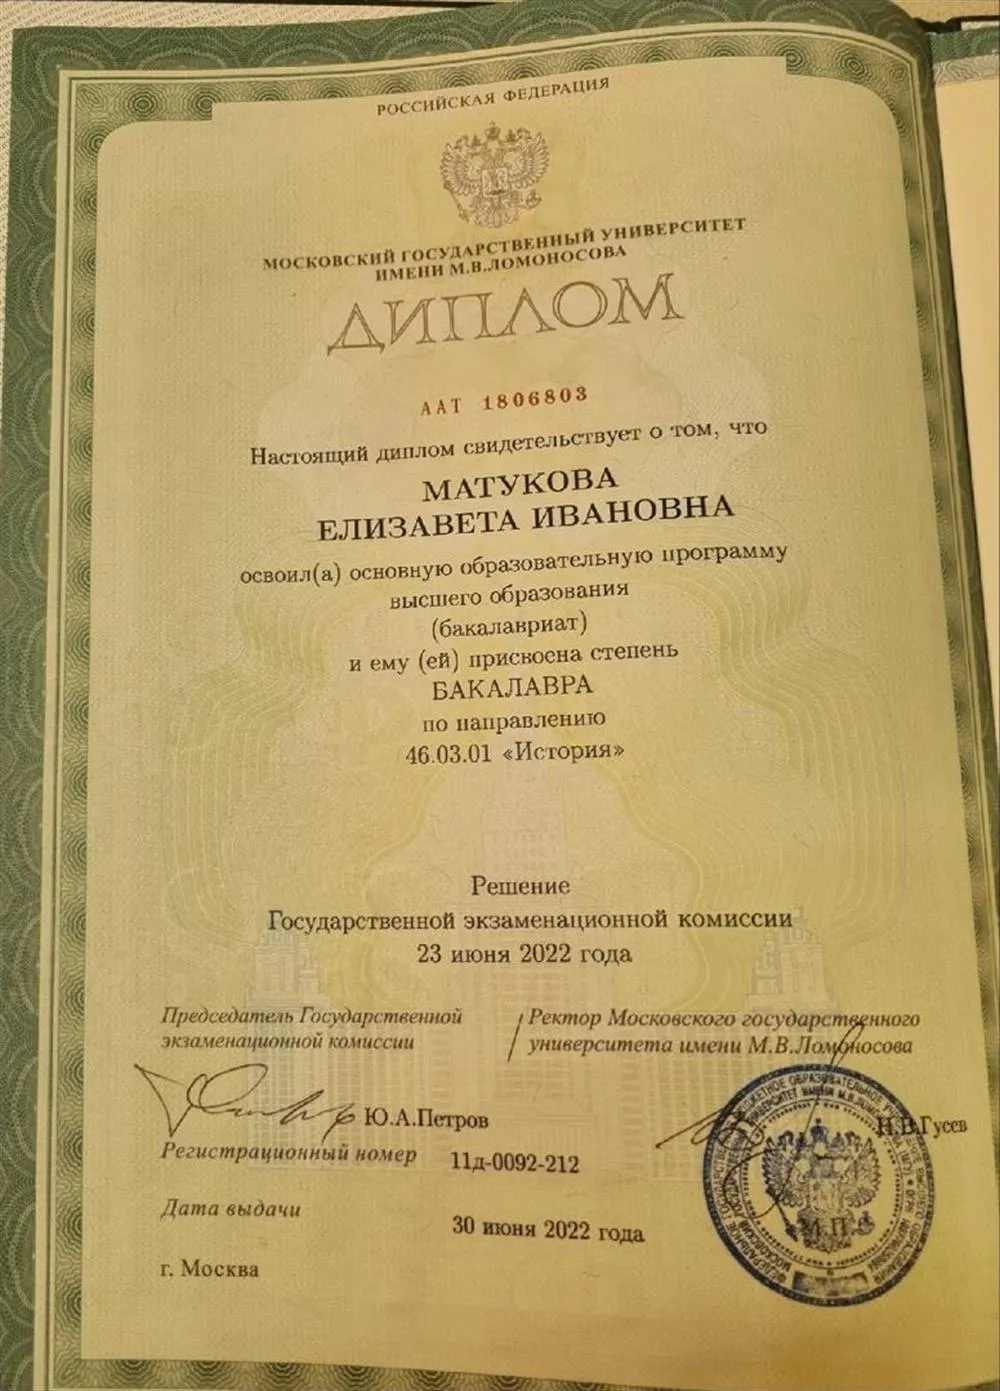 РОССИЙСКАЯ ФЕДЕРАЦИЯ
МОСКОВСКИЙ ГОСУДАРСТВЕННЫЙ УНИВЕРСИТЕТ
ИМЕНИ М.В.ЛОМОНОСОВА
ДИПЛОМ
ААТ 1806803
Настоящий диплом свидетельствует о том, что
МАТУКОВА
ЕЛИЗАВЕТА ИВАНОВНА
освоил(а) основную образовательную программу
высшего образования
(бакалавриат)
и ему (ей) присвоена степень
БАКАЛАВРА
по направлению
46.03.01 «История»
Решение
Государственной экзаменационной комиссии
23 июня 2022 года
Председатель Государственной
экзаменационной комиссии
Ректор Московского государственного
университета имени М.В.Ломоносова
Ю.А.Петров
Н.В.Гусев
Регистрационный номер 11д-0092-212
М.П.
Дата выдачи 30 июня 2022 года
г. Москва